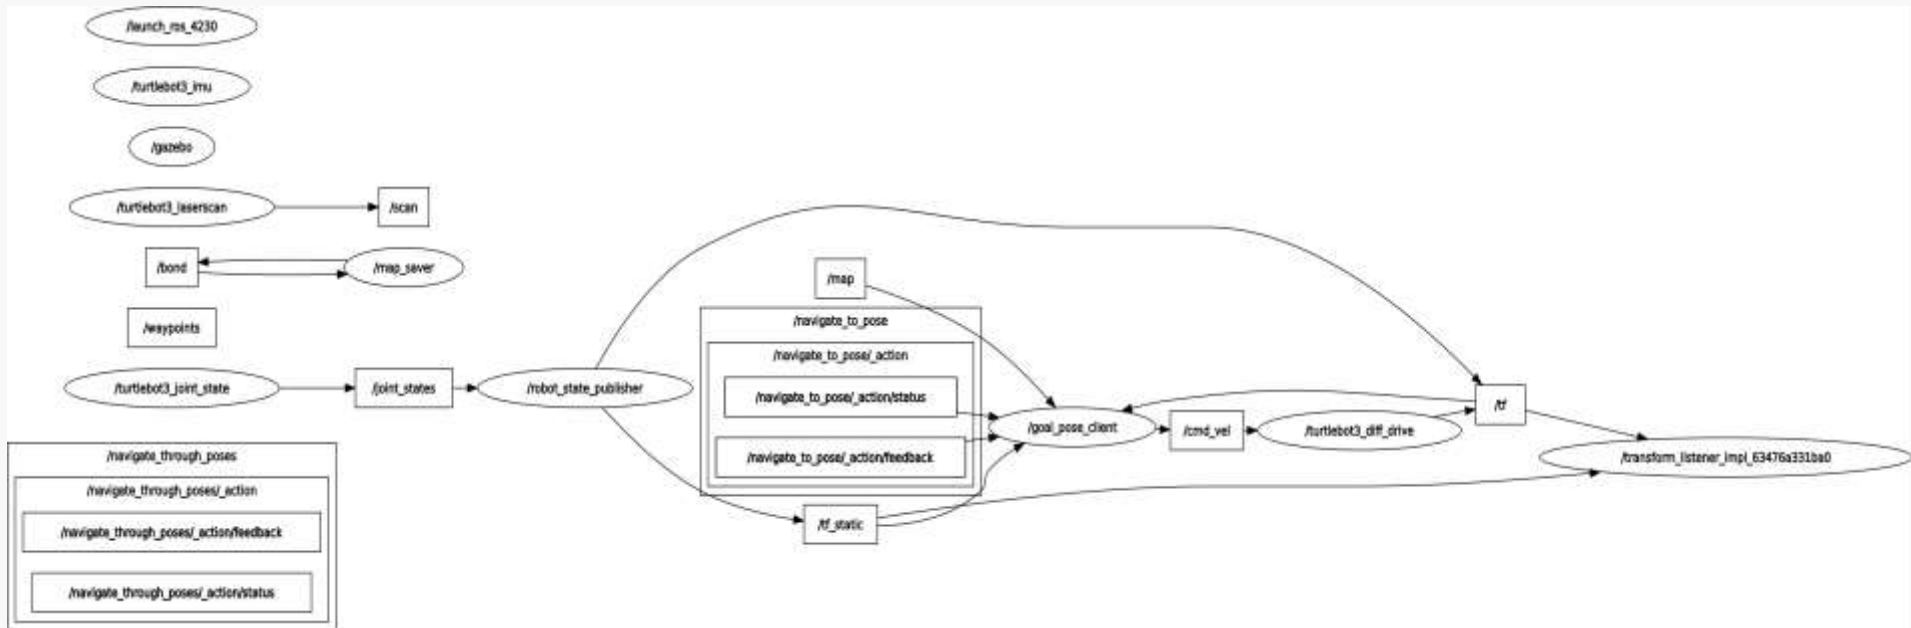 /launch_ros_4230
/turtlebot3_imu
/gazebo
/turtlebot3_laserscan
/scan
/bond
/map_saver
/waypoints
/turtlebot3_joint_state
/joint_states
/robot_state_publisher
/map
/navigate_to_pose
/navigate_to_pose/_action
/navigate_to_pose/_action/status
/navigate_to_pose/_action/feedback
/goal_pose_client
/cmd_vel
/turtlebot3_diff_drive
/tf
/transform_listener_impl_63476a331ba0
/tf_static
/navigate_through_poses
/navigate_through_poses/_action
/navigate_through_poses/_action/feedback
/navigate_through_poses/_action/status